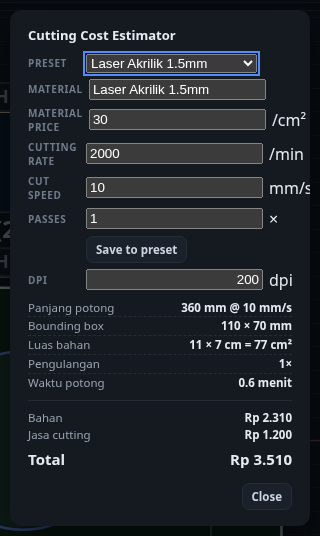 Cutting Cost Estimator
PRESET Laser Akrilik 1.5mm
MATERIAL Laser Akrilik 1.5mm
MATERIAL PRICE 30 /cm²
CUTTING RATE 2000 /min
CUT SPEED 10 mm/s
PASSES 1 ×
Save to preset
DPI 200 dpi
Panjang potong 360 mm @ 10 mm/s
Bounding box 110 × 70 mm
Luas bahan 11 × 7 cm = 77 cm²
Pengulangan 1×
Waktu potong 0.6 menit
Bahan Rp 2.310
Jasa cutting Rp 1.200
Total Rp 3.510
Close